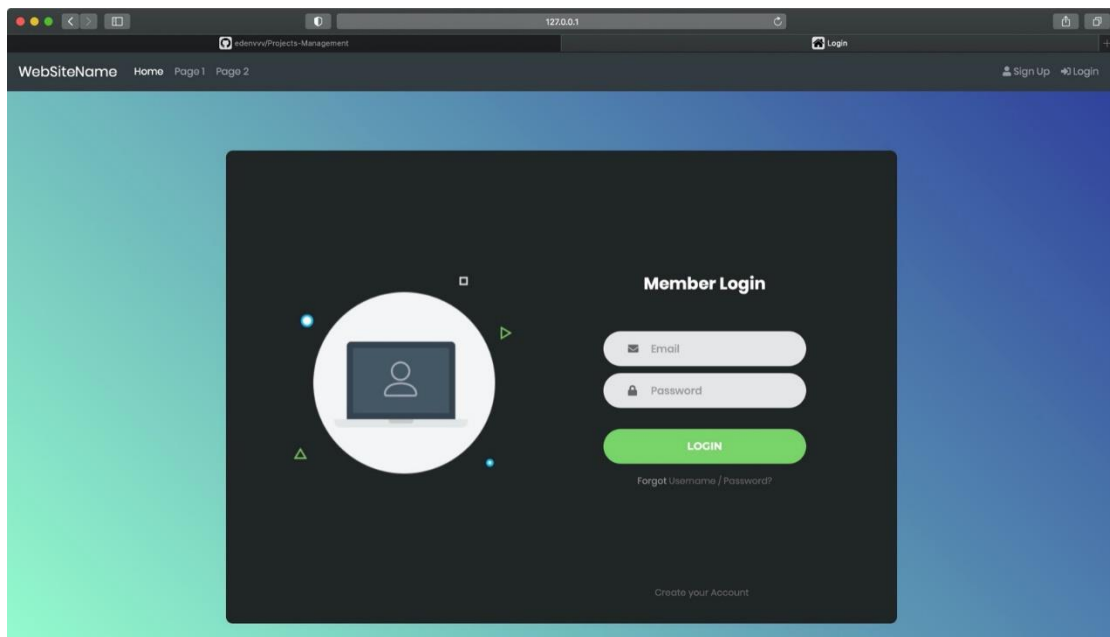 127.0.0.1
edenvvv/Projects-Management
Login
WebSiteName Home Page 1 Page 2 Sign Up Login
Member Login
Email
Password
LOGIN
Forgot Username / Password?
Create your Account